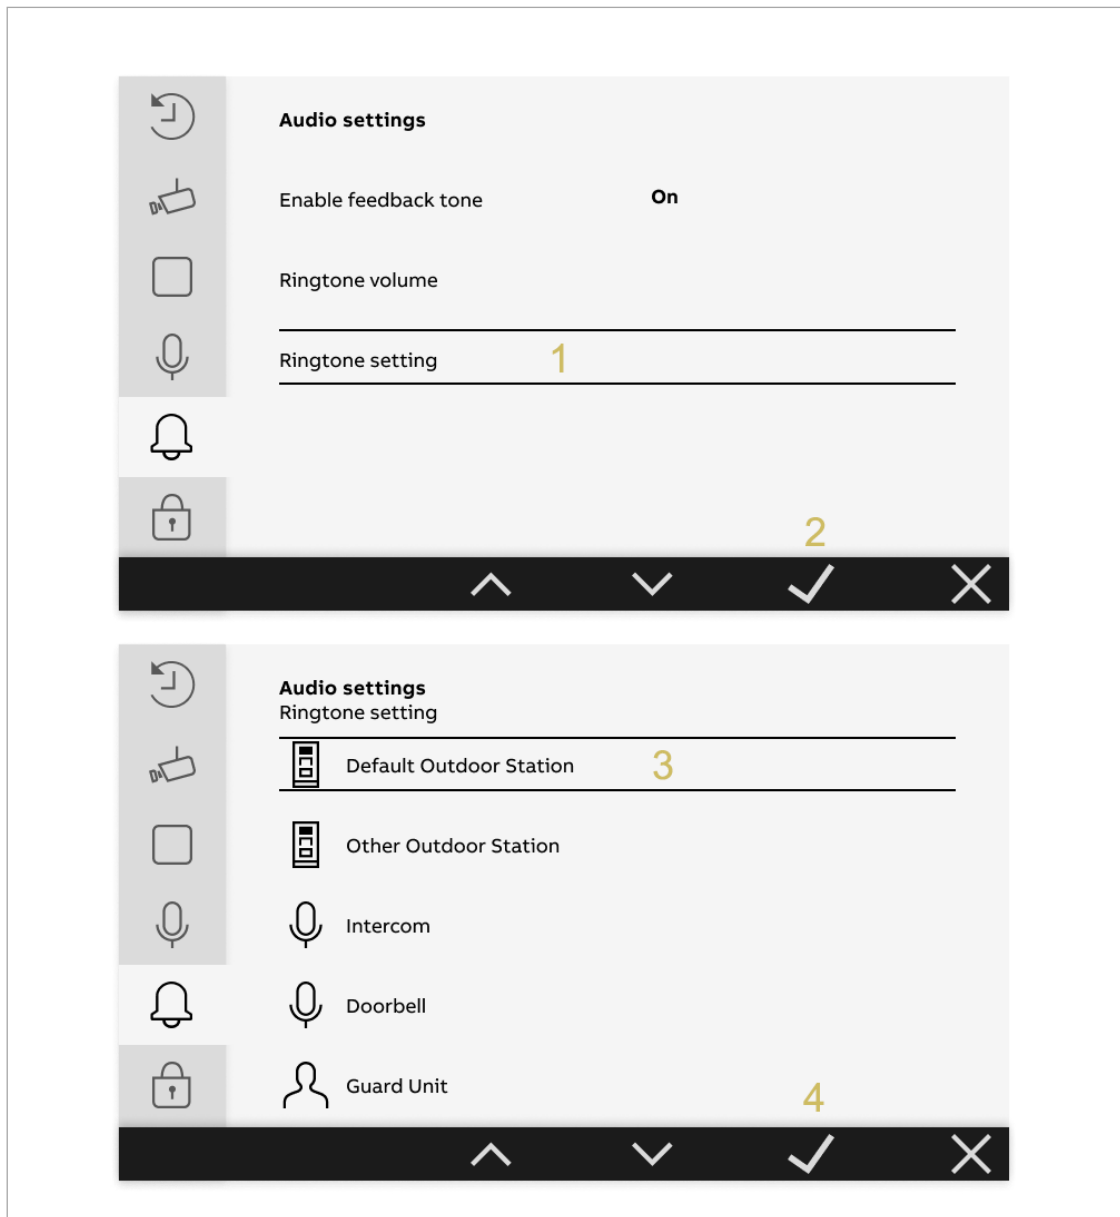 Audio settings
Enable feedback tone On
Ringtone volume
Ringtone setting 1
2
Audio settings
Ringtone setting
Default Outdoor Station 3
Other Outdoor Station
Intercom
Doorbell
Guard Unit
4